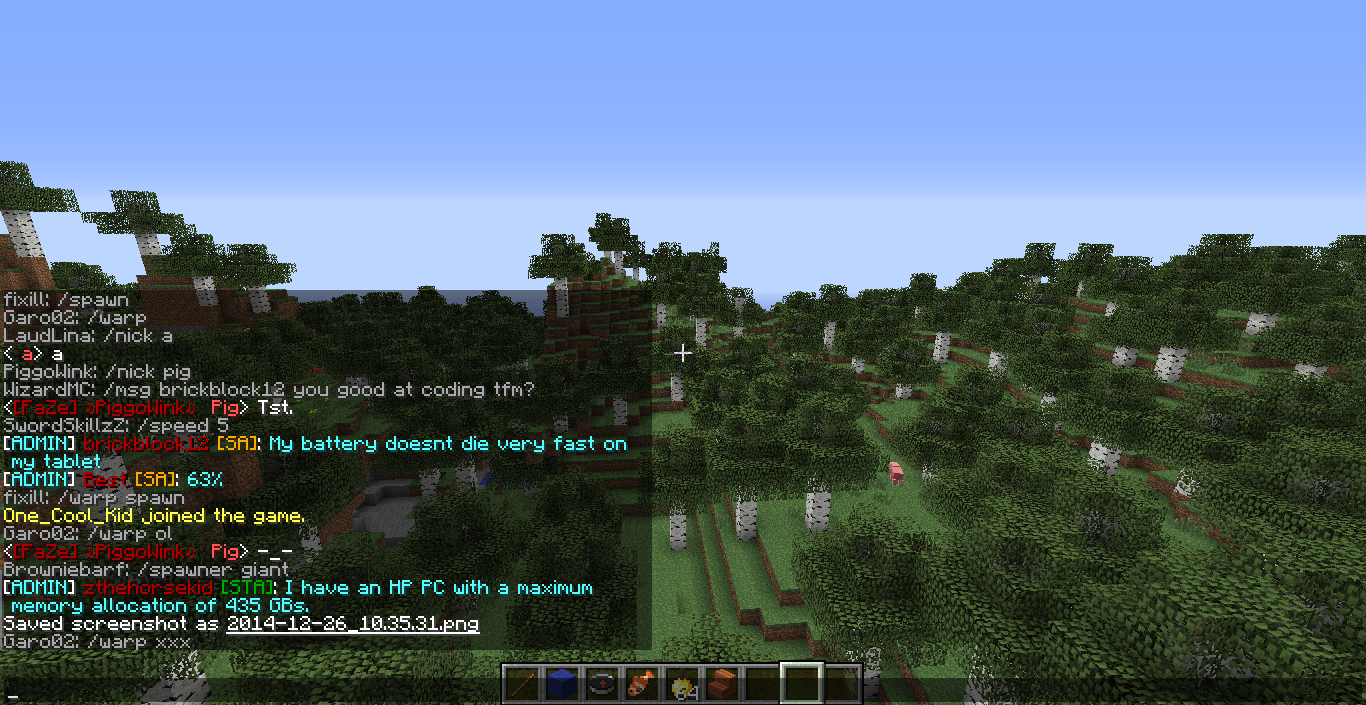 fixill: /spawn
Garo02: /warp
LaudLina: /nick a
< a> a
PiggoWink: /nick pig
WizardMC: /msg brickblock12 you good at coding tfm?
<[FaZe] ♫PiggoWink♫ Pig> Tst.
SwordSkillzZ: /speed 5
[ADMIN] brickblock12 [SA]: My battery doesnt die very fast on
my tablet
[ADMIN] Best [SA]: 63%
fixill: /warp spawn
One_Cool_Kid joined the game.
Garo02: /warp ol
<[FaZe] ♫PiggoWink♫ Pig> -_-
Browniebarf: /spawner giant
[ADMIN] zthehorsekid [STA]: I have an HP PC with a maximum
memory allocation of 435 GBs.
Saved screenshot as 2014-12-26_10.35.31.png
Garo02: /warp xxx
64
_